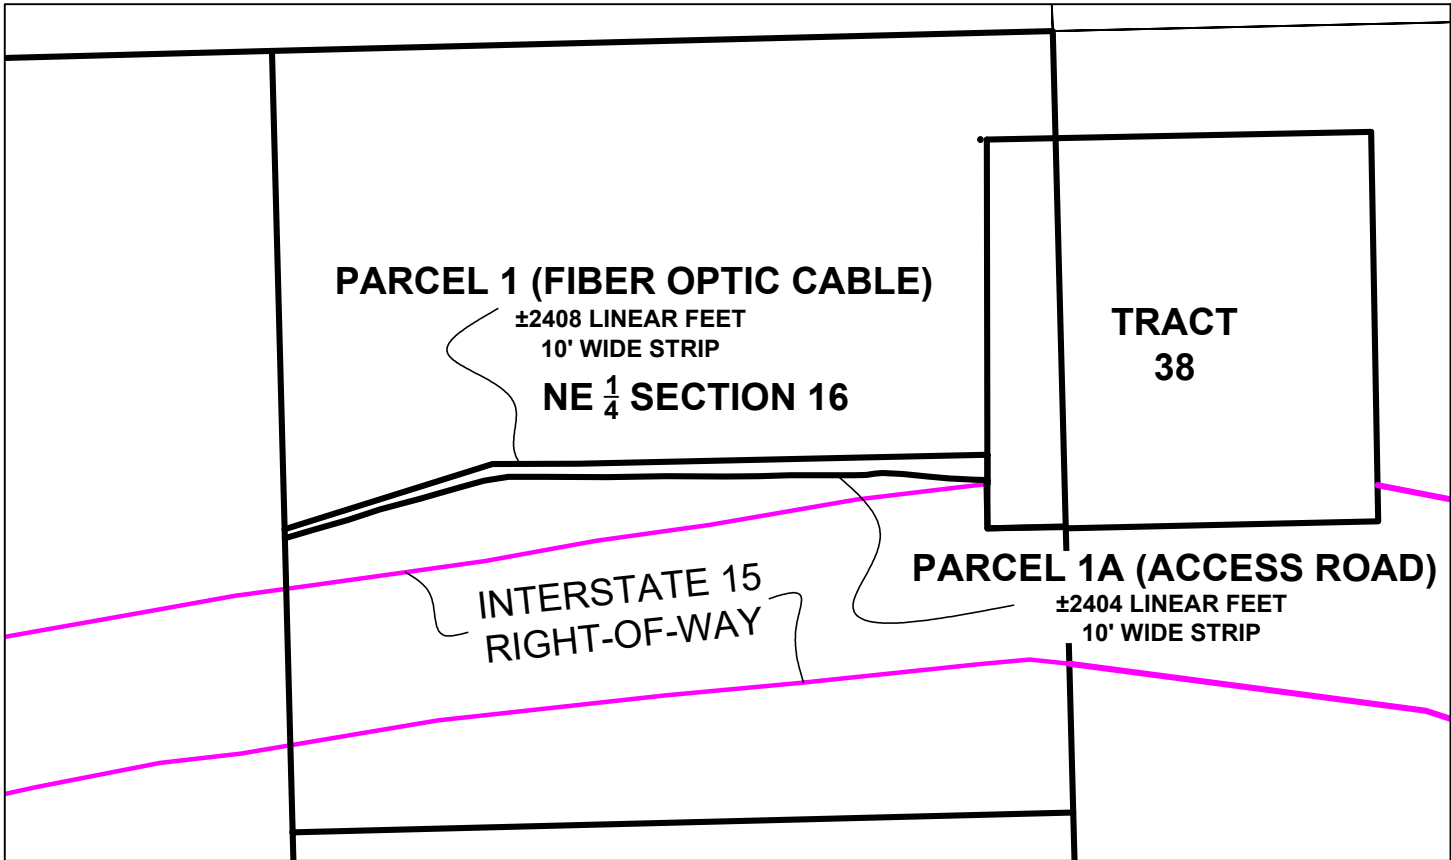 PARCEL 1 (FIBER OPTIC CABLE)
±2408 LINEAR FEET
10' WIDE STRIP
NE 1/4 SECTION 16
TRACT
38
INTERSTATE 15
RIGHT-OF-WAY
PARCEL 1A (ACCESS ROAD)
±2404 LINEAR FEET
10' WIDE STRIP